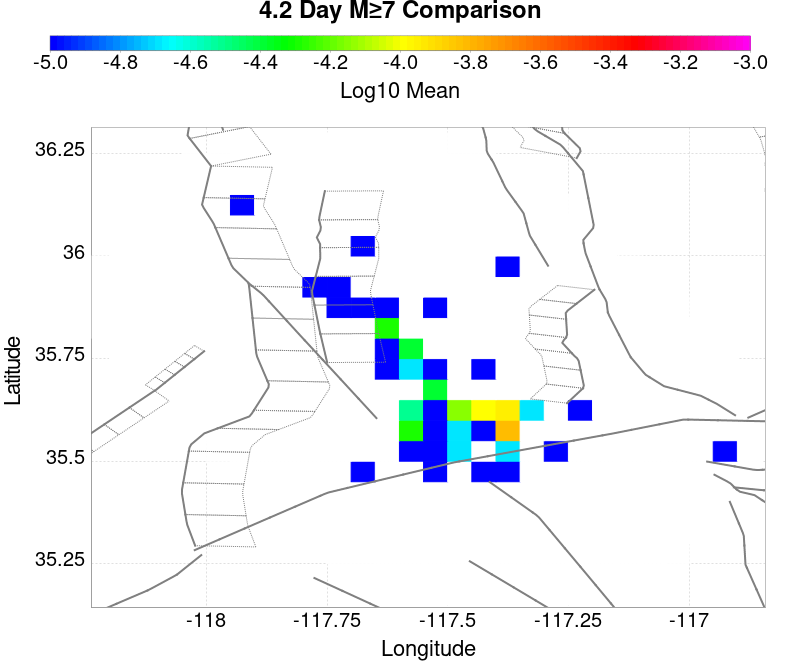 4.2 Day M≥7 Comparison
-5.0 -4.8 -4.6 -4.4 -4.2 -4.0 -3.8 -3.6 -3.4 -3.2 -3.0
Log10 Mean
36.25
36
35.75
35.5
35.25
Latitude
-118 -117.75 -117.5 -117.25 -117
Longitude